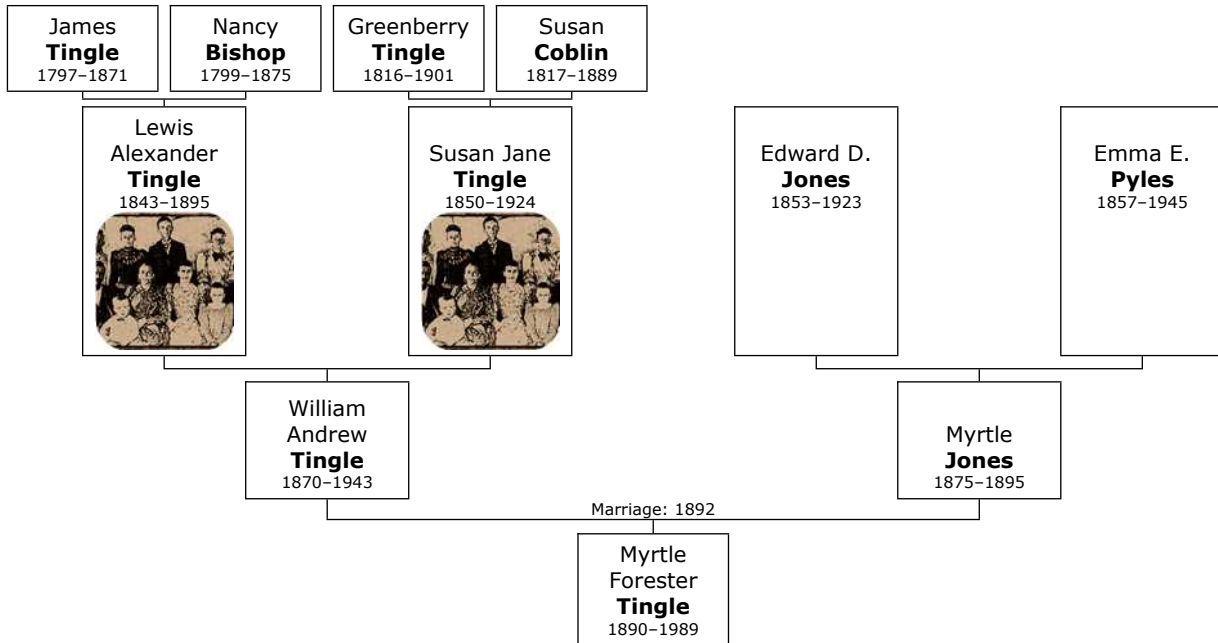 James
Tingle
1797–1871
Nancy
Bishop
1799–1875
Greenberry
Tingle
1816–1901
Susan
Coblin
1817–1889
Lewis
Alexander
Tingle
1843–1895
Susan Jane
Tingle
1850–1924
Edward D.
Jones
1853–1923
Emma E.
Pyles
1857–1945
William
Andrew
Tingle
1870–1943
Myrtle
Jones
1875–1895
Marriage: 1892
Myrtle
Forester
Tingle
1890–1989